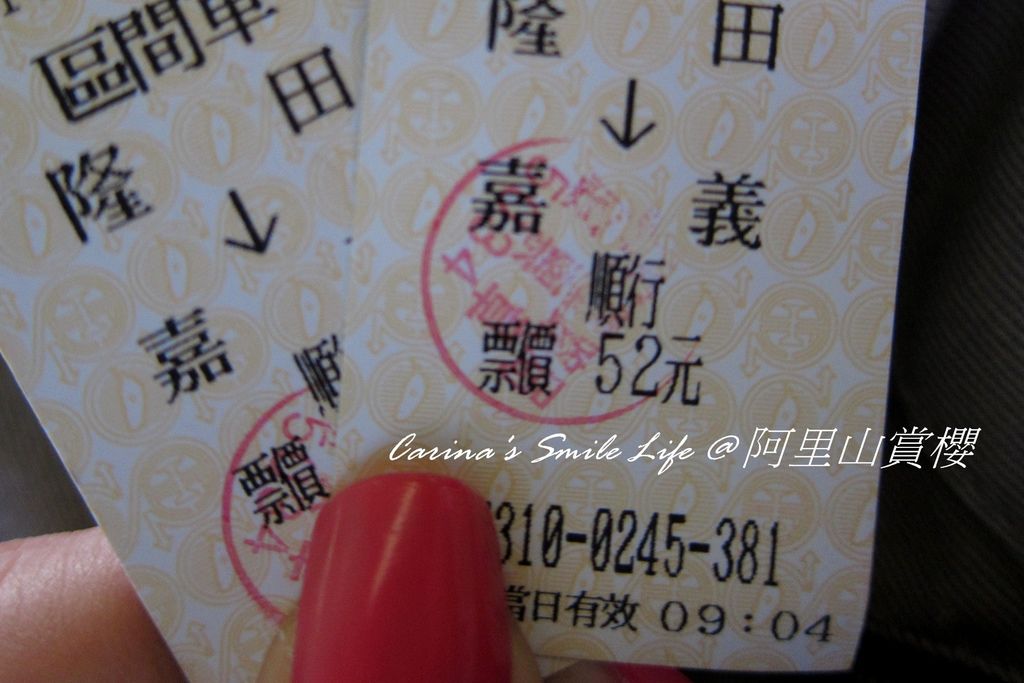 區間車
隆田
↓
嘉
順
票價
隆田
↓
嘉義
順行
票價 52元
310-0245-381
當日有效 09:04
Carina's Smile Life @阿里山賞櫻